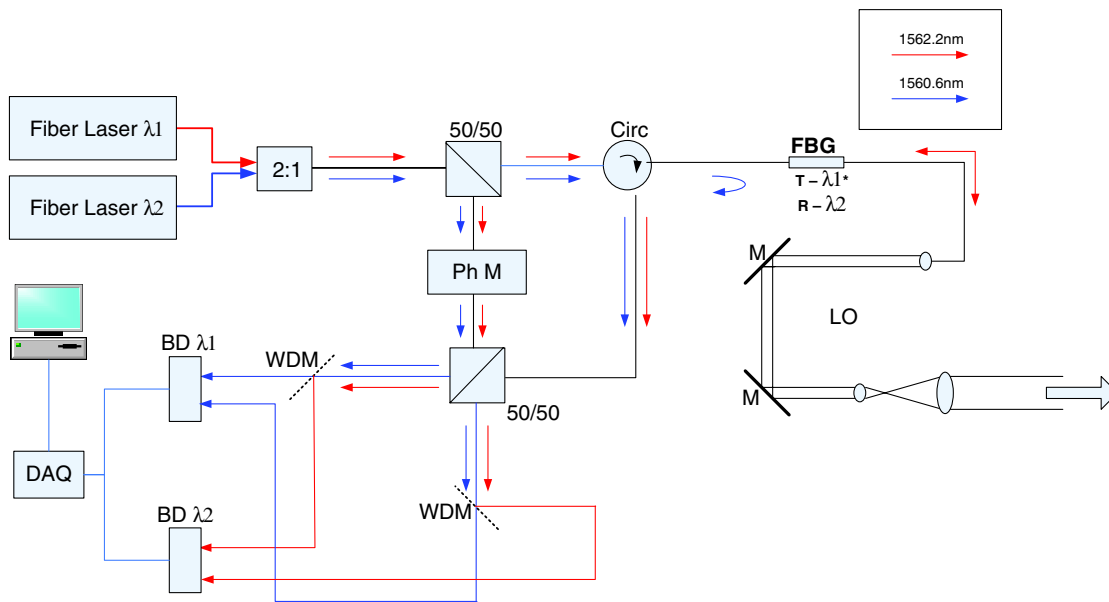 1562.2nm
1560.6nm
Fiber Laser λ1
50/50
Circ
FBG
2:1
T – λ1*
R – λ2
Fiber Laser λ2
M
Ph M
LO
BD λ1
WDM
M
50/50
DAQ
WDM
BD λ2